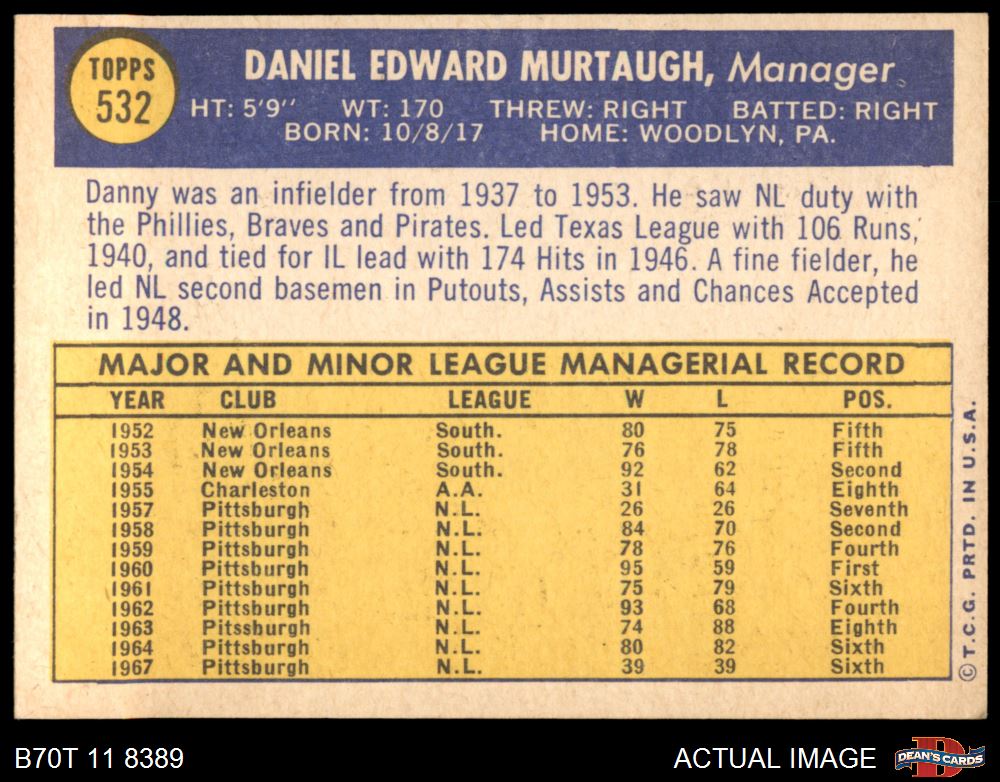 TOPPS
532
DANIEL EDWARD MURTAUGH, Manager
HT: 5'9'' WT: 170 THREW: RIGHT BATTED: RIGHT
BORN: 10/8/17 HOME: WOODLYN, PA.
Danny was an infielder from 1937 to 1953. He saw NL duty with
the Phillies, Braves and Pirates. Led Texas League with 106 Runs,
1940, and tied for IL lead with 174 Hits in 1946. A fine fielder, he
led NL second basemen in Putouts, Assists and Chances Accepted
in 1948.
MAJOR AND MINOR LEAGUE MANAGERIAL RECORD
YEAR CLUB LEAGUE W L POS.
1952 New Orleans South. 80 75 Fifth
1953 New Orleans South. 76 78 Fifth
1954 New Orleans South. 92 62 Second
1955 Charleston A.A. 31 64 Eighth
1957 Pittsburgh N.L. 26 26 Seventh
1958 Pittsburgh N.L. 84 70 Second
1959 Pittsburgh N.L. 78 76 Fourth
1960 Pittsburgh N.L. 95 59 First
1961 Pittsburgh N.L. 75 79 Sixth
1962 Pittsburgh N.L. 93 68 Fourth
1963 Pitssburgh N.L. 74 88 Eighth
1964 Pittsburgh N.L. 80 82 Sixth
1967 Pittsburgh N.L. 39 39 Sixth
© T.C.G. PRTD. IN U.S.A.
B70T 11 8389
ACTUAL IMAGE
D
DEAN'S CARDS